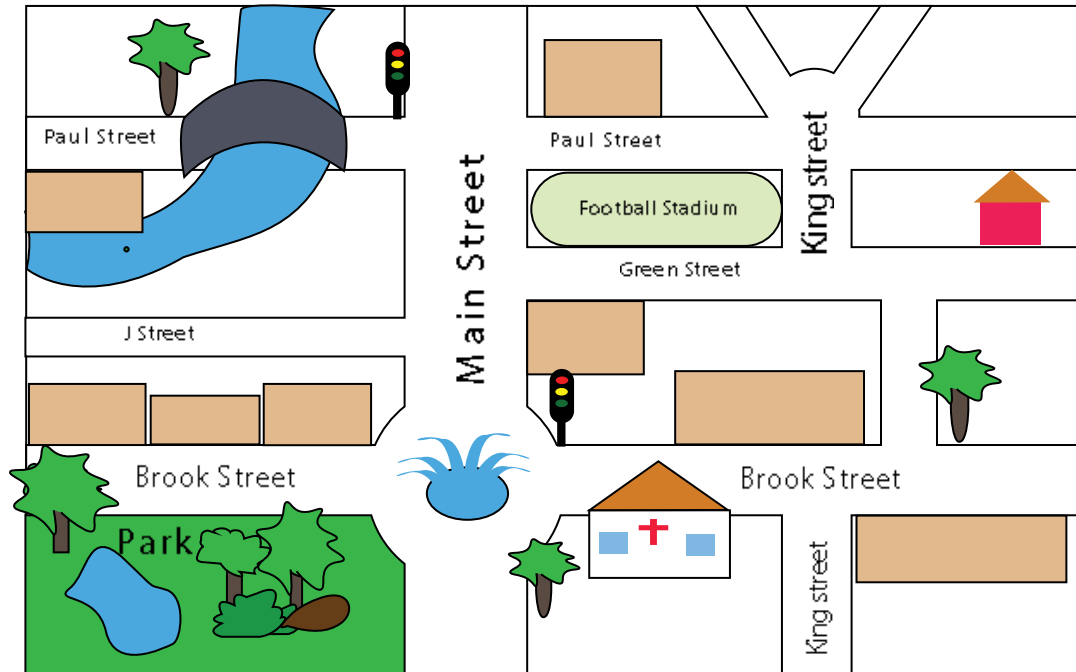 Paul Street
Paul Street
King street
Football Stadium
Main Street
Green Street
J Street
Brook Street
Brook Street
Park
King street